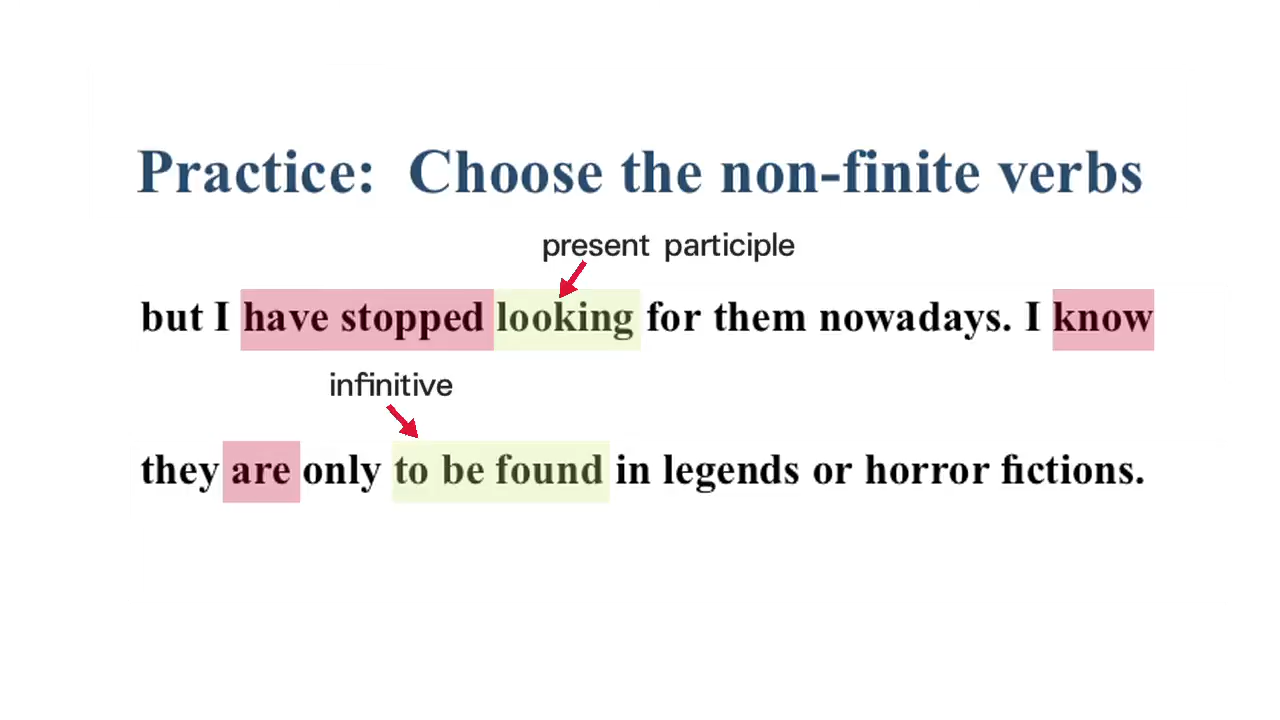 Practice: Choose the non-finite verbs
present participle
but I have stopped looking for them nowadays. I know
infinitive
they are only to be found in legends or horror fictions.